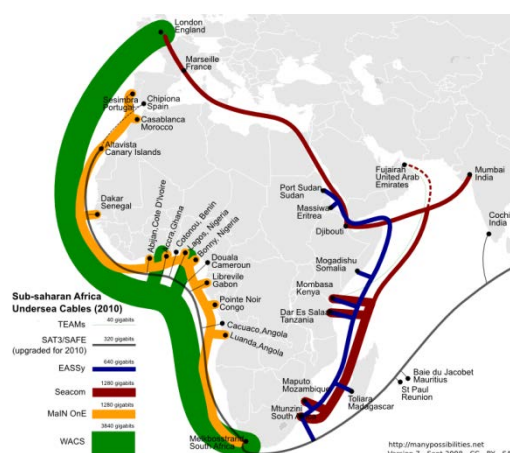 London
England
Marseille
France
Sesimbra
Portugal
Chipiona
Spain
Casablanca
Morocco
Altavista
Canary Islands
Dakar
Senegal
Abijan,Cote D'Ivoire
Accra,Ghana
Cotonou, Benin
Lagos, Nigeria
Bonny, Nigeria
Douala
Cameroun
Libreville
Gabon
Pointe Noir
Congo
Cacuaco,Angola
Luanda,Angola
South Africa
Port Sudan
Sudan
Massiwa
Eritrea
Djibouti
Fujairah
United Arab
Emirates
Mumbai
India
Cochi
India
Mogadishu
Somalia
Mombasa
Kenya
Dar Es Salaa
Tanzania
Maputo
Mozambique
Mtunzini
South A
Toliara
Madagascar
Baie du Jacobet
Mauritius
St Paul
Reunion
Sub-saharan Africa
Undersea Cables (2010)
TEAMs 40 gigabits
SAT3/SAFE 320 gigabits
(upgraded for 2010)
EASSy 640 gigabits
Seacom 1280 gigabits
MaIN OnE 1280 gigabits
WACS 3840 gigabits
http://manypossibilities.net